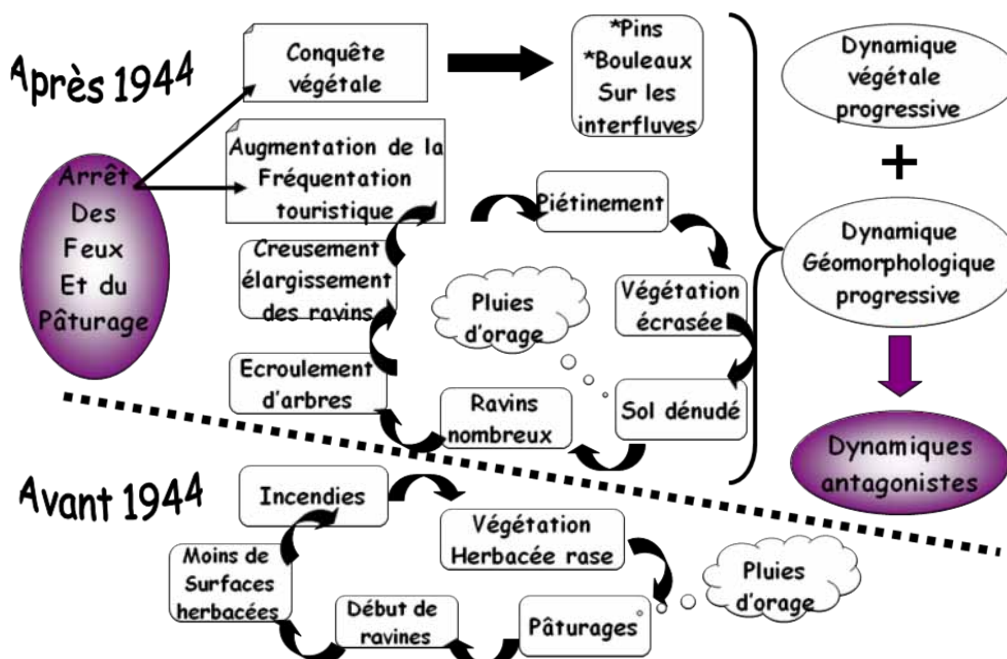 Après 1944
Arrêt
Des
Feux
Et du
Pâturage
Conquête
végétale
*Pins
*Bouleaux
Sur les
interfluves
Augmentation de la
Fréquentation
touristique
Piétinement
Végétation
écrasée
Sol dénudé
Ravins
nombreux
Ecroulement
d'arbres
Creusement
élargissement
des ravins
Pluies
d'orage
Dynamique
végétale
progressive
+
Dynamique
Géomorphologique
progressive
Dynamiques
antagonistes
Avant 1944
Incendies
Végétation
Herbacée rase
Pâturages
Début de
ravines
Moins de
Surfaces
herbacées
Pluies
d'orage